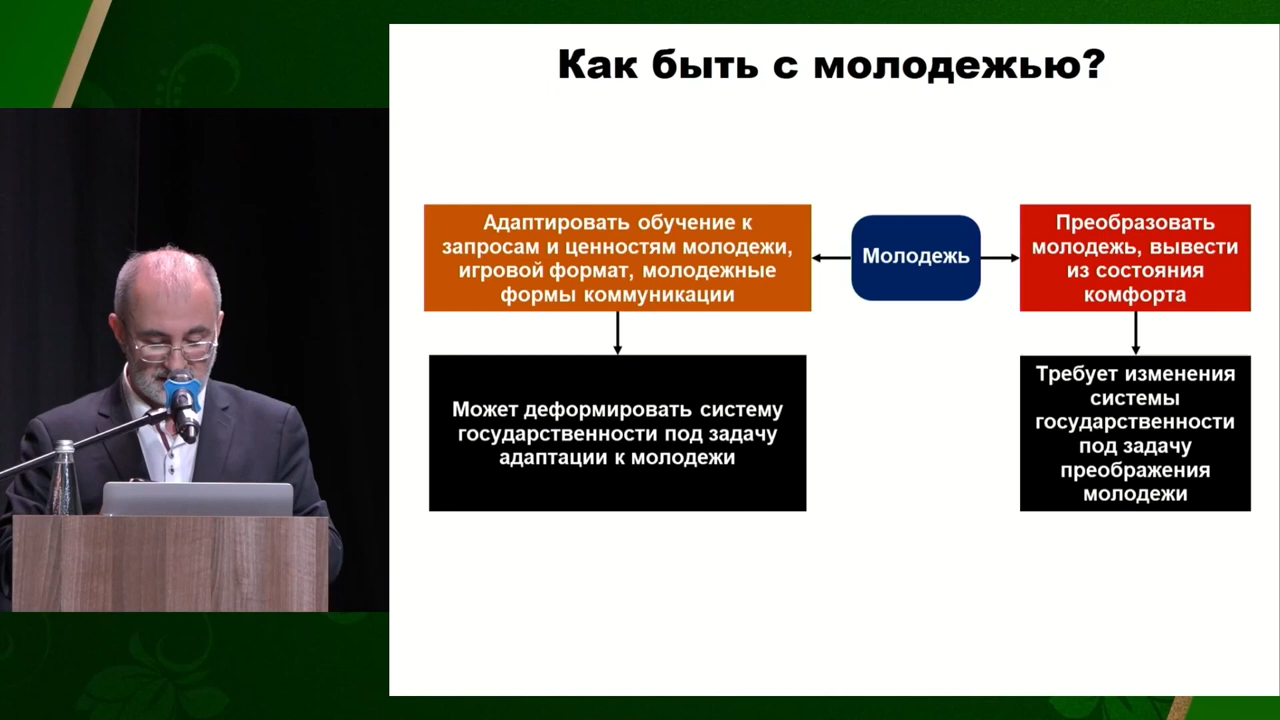 Как быть с молодежью?
Адаптировать обучение к
запросам и ценностям молодежи,
игровой формат, молодежные
формы коммуникации
Молодежь
Преобразовать
молодежь, вывести
из состояния
комфорта
Может деформировать систему
государственности под задачу
адаптации к молодежи
Требует изменения
системы
государственности
под задачу
преображения
молодежи